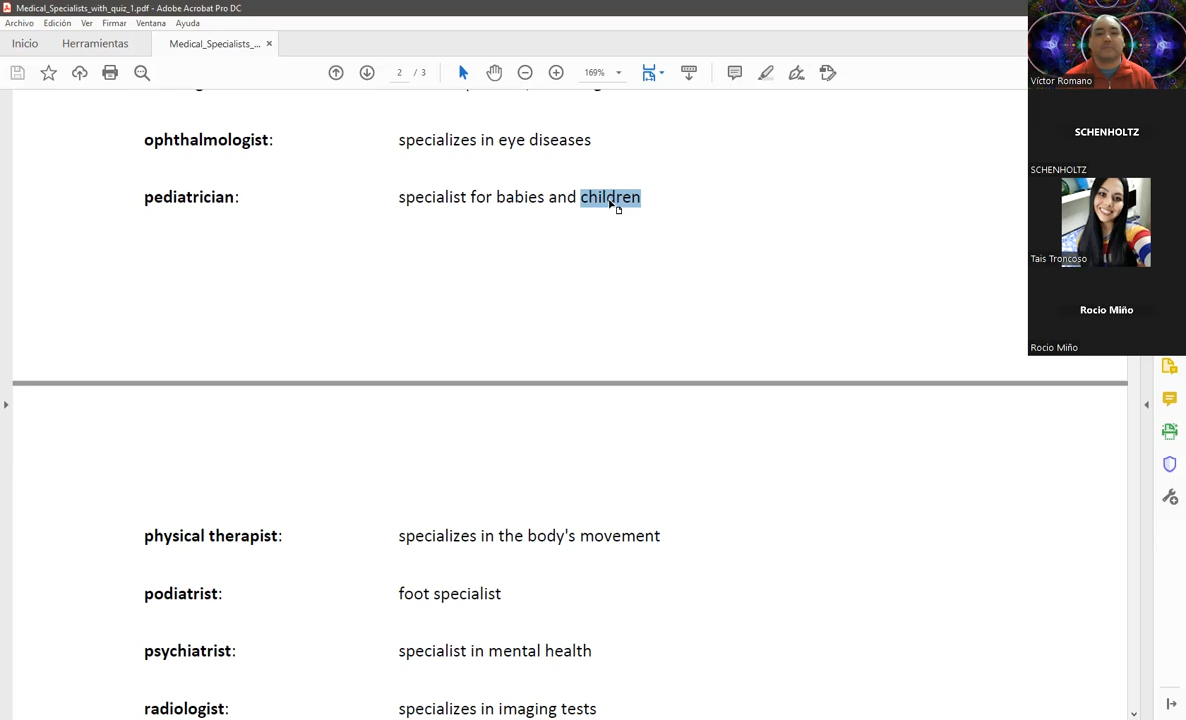 Medical_Specialists_with_quiz_1.pdf - Adobe Acrobat Pro DC
Archivo Edición Ver Firmar Ventana Ayuda
Inicio Herramientas Medical_Specialists_... ×
2 / 3 169%
ophthalmologist: specializes in eye diseases
pediatrician: specialist for babies and children
physical therapist: specializes in the body's movement
podiatrist: foot specialist
psychiatrist: specialist in mental health
radiologist: specializes in imaging tests
Víctor Romano
SCHENHOLTZ
SCHENHOLTZ
Tais Troncoso
Rocio Miño
Rocio Miño